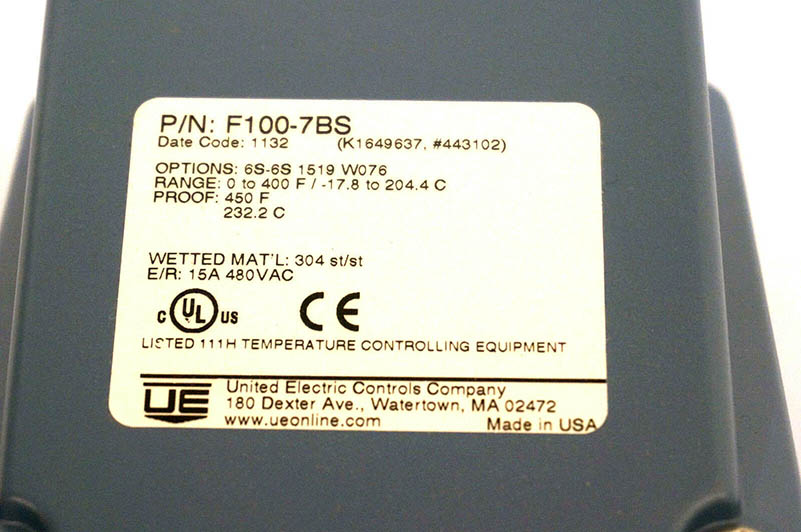 P/N: F100-7BS
Date Code: 1132 (K1649637, #443102)
OPTIONS: 6S-6S 1519 W076
RANGE: 0 to 400 F / -17.8 to 204.4 C
PROOF: 450 F
232.2 C
WETTED MAT'L: 304 st/st
E/R: 15A 480VAC
C UL US CE
LISTED 111H TEMPERATURE CONTROLLING EQUIPMENT
UE United Electric Controls Company
180 Dexter Ave., Watertown, MA 02472
www.ueonline.com Made in USA